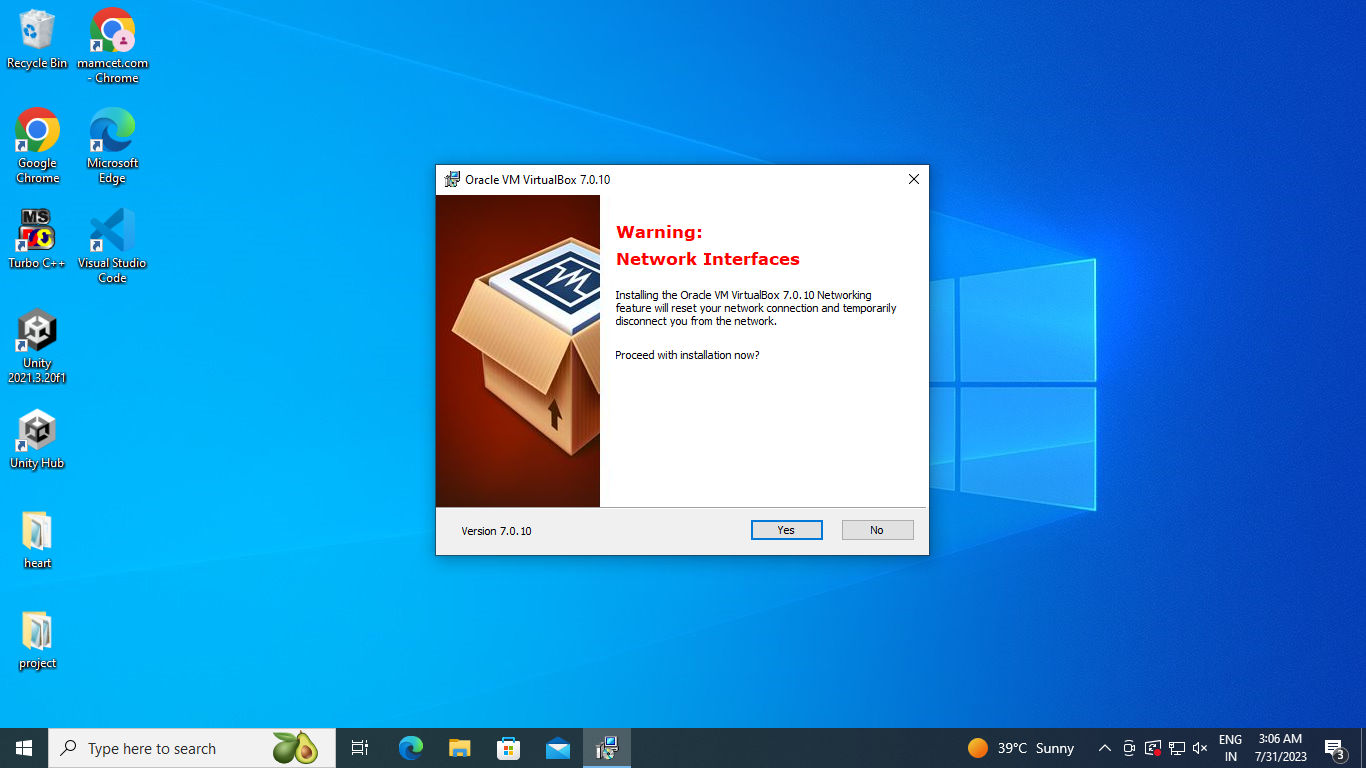 Recycle Bin
mamcet.com
- Chrome
Google
Chrome
Microsoft
Edge
MS
Turbo C++
Visual Studio
Code
Unity
2021.3.20f1
Unity Hub
heart
project
Oracle VM VirtualBox 7.0.10
Warning:
Network Interfaces
Installing the Oracle VM VirtualBox 7.0.10 Networking
feature will reset your network connection and temporarily
disconnect you from the network.
Proceed with installation now?
Version 7.0.10
Yes
No
Type here to search
39°C Sunny
ENG
IN
3:06 AM
7/31/2023
3